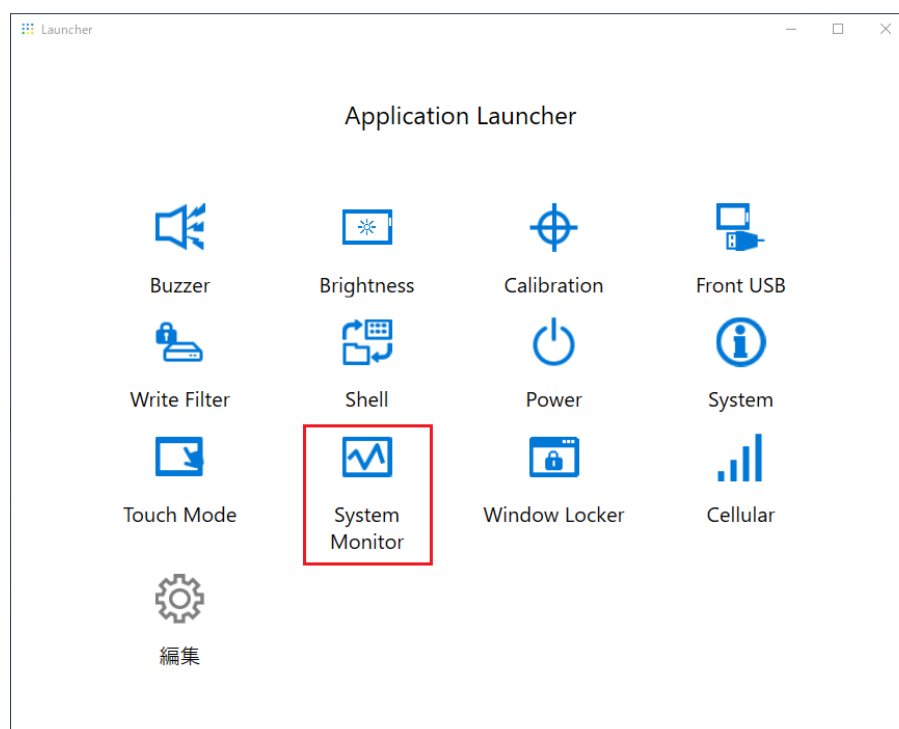 Launcher
Application Launcher
Buzzer
Brightness
Calibration
Front USB
Write Filter
Shell
Power
System
Touch Mode
System
Monitor
Window Locker
Cellular
編集